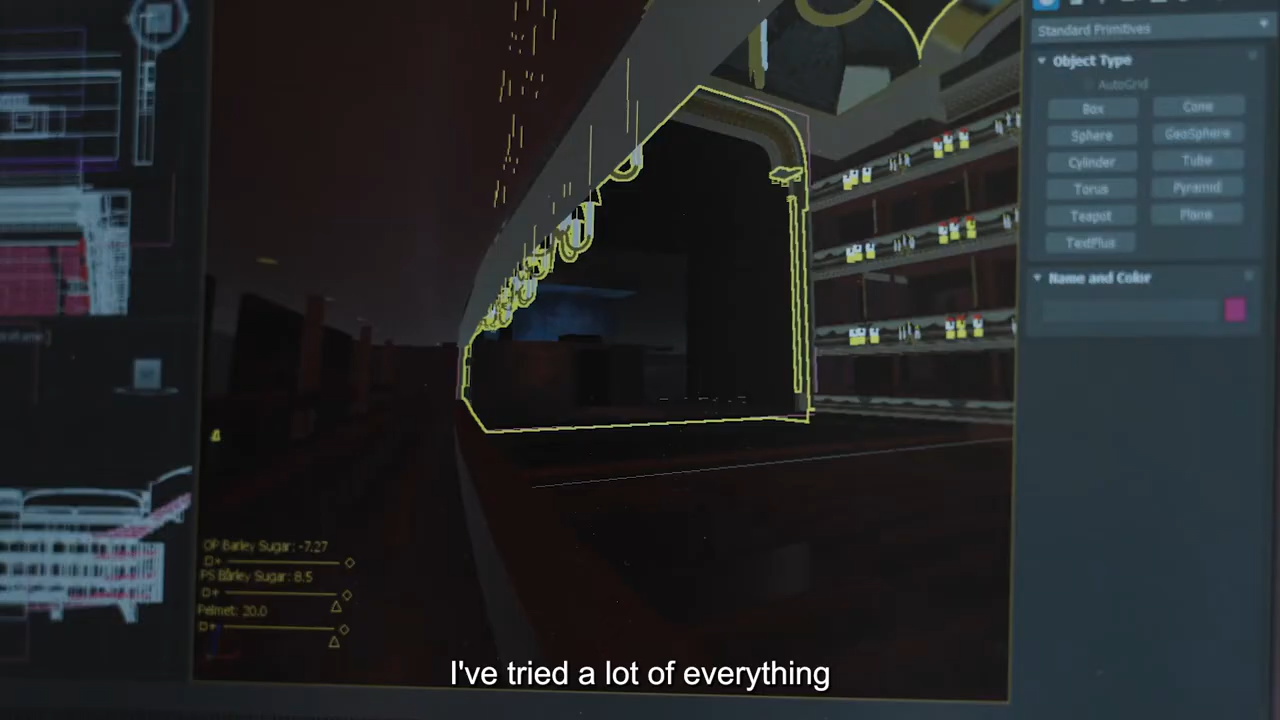 Standard Primitives
Object Type
AutoGrid
Box
Cone
Sphere
GeoSphere
Cylinder
Tube
Torus
Pyramid
Teapot
Plane
TextPlus
Name and Color
OP Barley Sugar: -7.27
PS Barley Sugar: 8.5
Pelmet: 20.0
I've tried a lot of everything